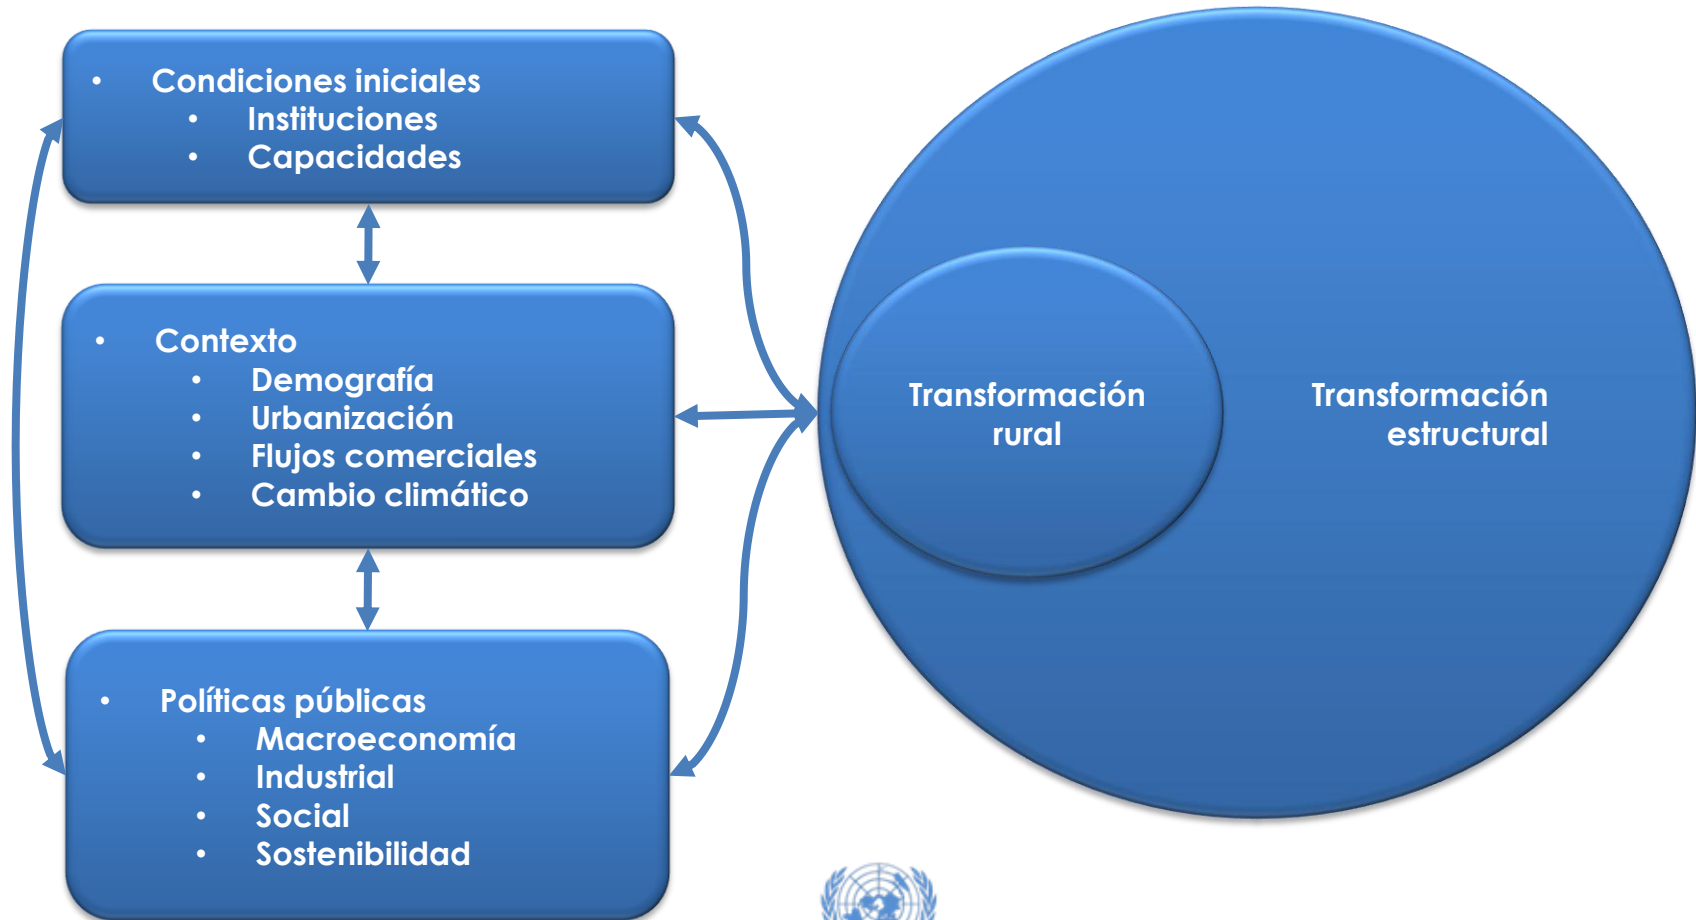 • Condiciones iniciales
• Instituciones
• Capacidades
• Contexto
• Demografía
• Urbanización
• Flujos comerciales
• Cambio climático
• Políticas públicas
• Macroeconomía
• Industrial
• Social
• Sostenibilidad
Transformación
rural
Transformación
estructural